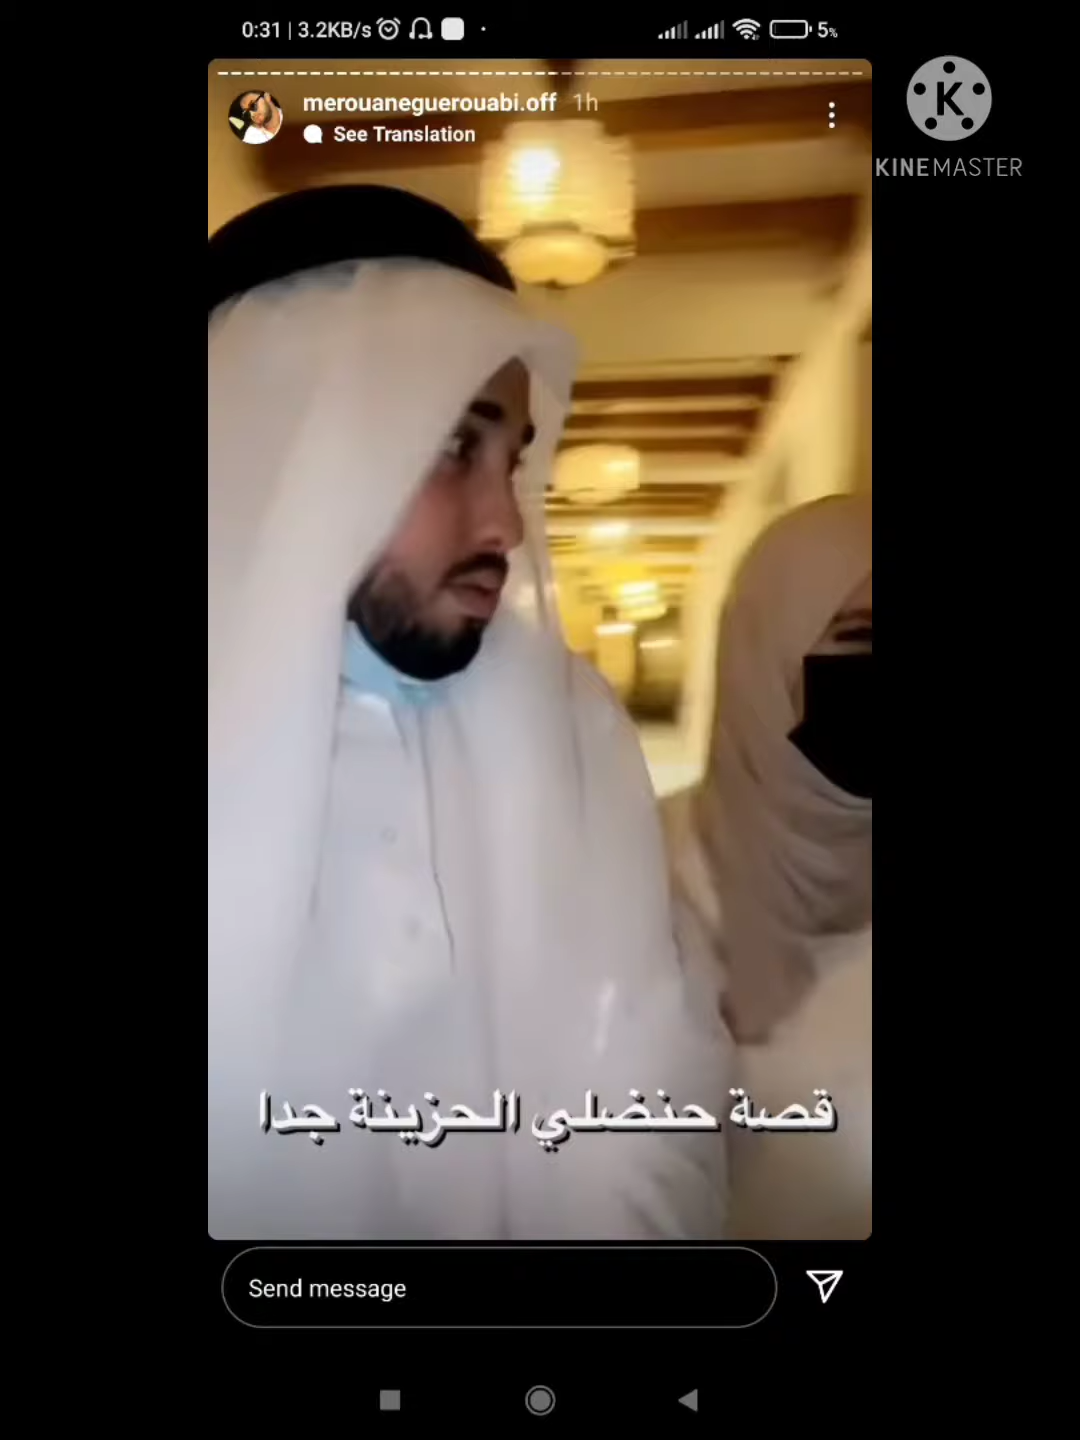 0:31 | 3.2KB/s
5%
merouaneguerouabi.off 1h
See Translation
K
KINEMASTER
قصة حنضلي الحزينة جدا
Send message